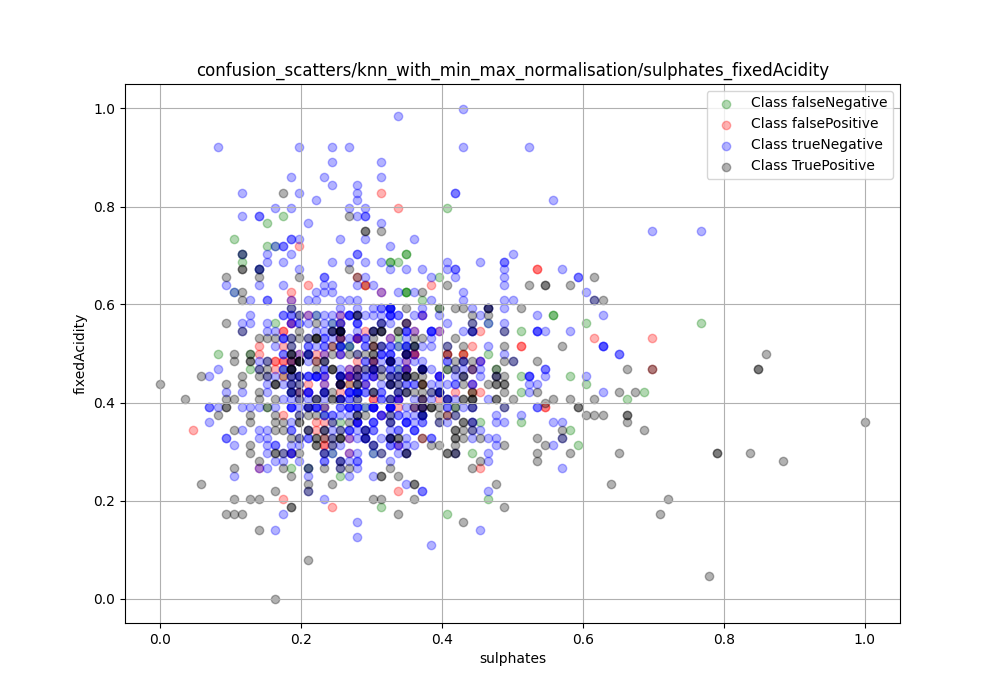 confusion_scatters/knn_with_min_max_normalisation/sulphates_fixedAcidity
Class falseNegative
Class falsePositive
Class trueNegative
Class TruePositive
fixedAcidity
1.0
0.8
0.6
0.4
0.2
0.0
0.0 0.2 0.4 0.6 0.8 1.0
sulphates